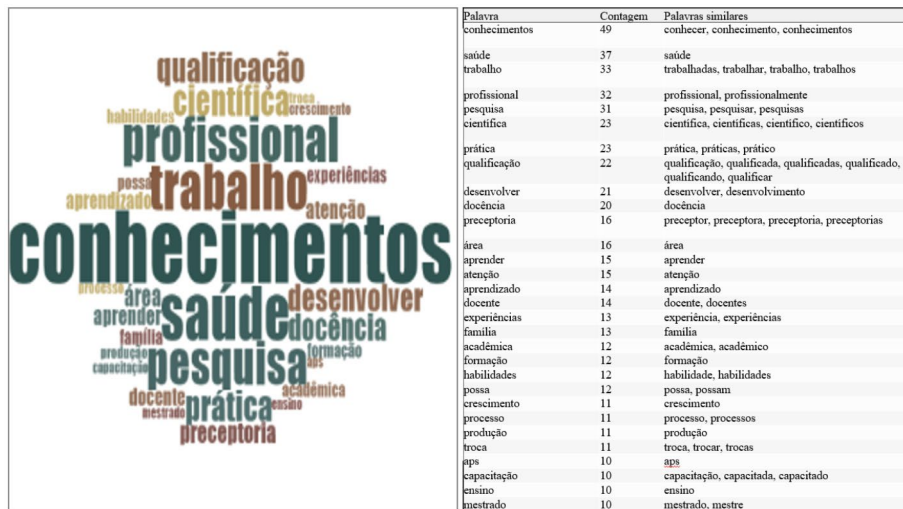 qualificação
científica troca
habilidades crescimento
profissional
possa trabalho experiências
aprendizado atenção
conhecimentos
processo área saúde desenvolver
aprender docência
família formação
produção pesquisa aps
capacitação acadêmica
docente prática ensino
mestrado
preceptoria
Palavra Contagem Palavras similares
conhecimentos 49 conhecer, conhecimento, conhecimentos
saúde 37 saúde
trabalho 33 trabalhadas, trabalhar, trabalho, trabalhos
profissional 32 profissional, profissionalmente
pesquisa 31 pesquisa, pesquisar, pesquisas
científica 23 científica, científicas, científico, científicos
prática 23 prática, práticas, prático
qualificação 22 qualificação, qualificada, qualificadas, qualificado,
qualificando, qualificar
desenvolver 21 desenvolver, desenvolvimento
docência 20 docência
preceptoria 16 preceptor, preceptora, preceptoria, preceptorias
área 16 área
aprender 15 aprender
atenção 15 atenção
aprendizado 14 aprendizado
docente 14 docente, docentes
experiências 13 experiência, experiências
família 13 família
acadêmica 12 acadêmica, acadêmico
formação 12 formação
habilidades 12 habilidade, habilidades
possa 12 possa, possam
crescimento 11 crescimento
processo 11 processo, processos
produção 11 produção
troca 11 troca, trocar, trocas
aps 10 aps
capacitação 10 capacitação, capacitada, capacitado
ensino 10 ensino
mestrado 10 mestrado, mestre